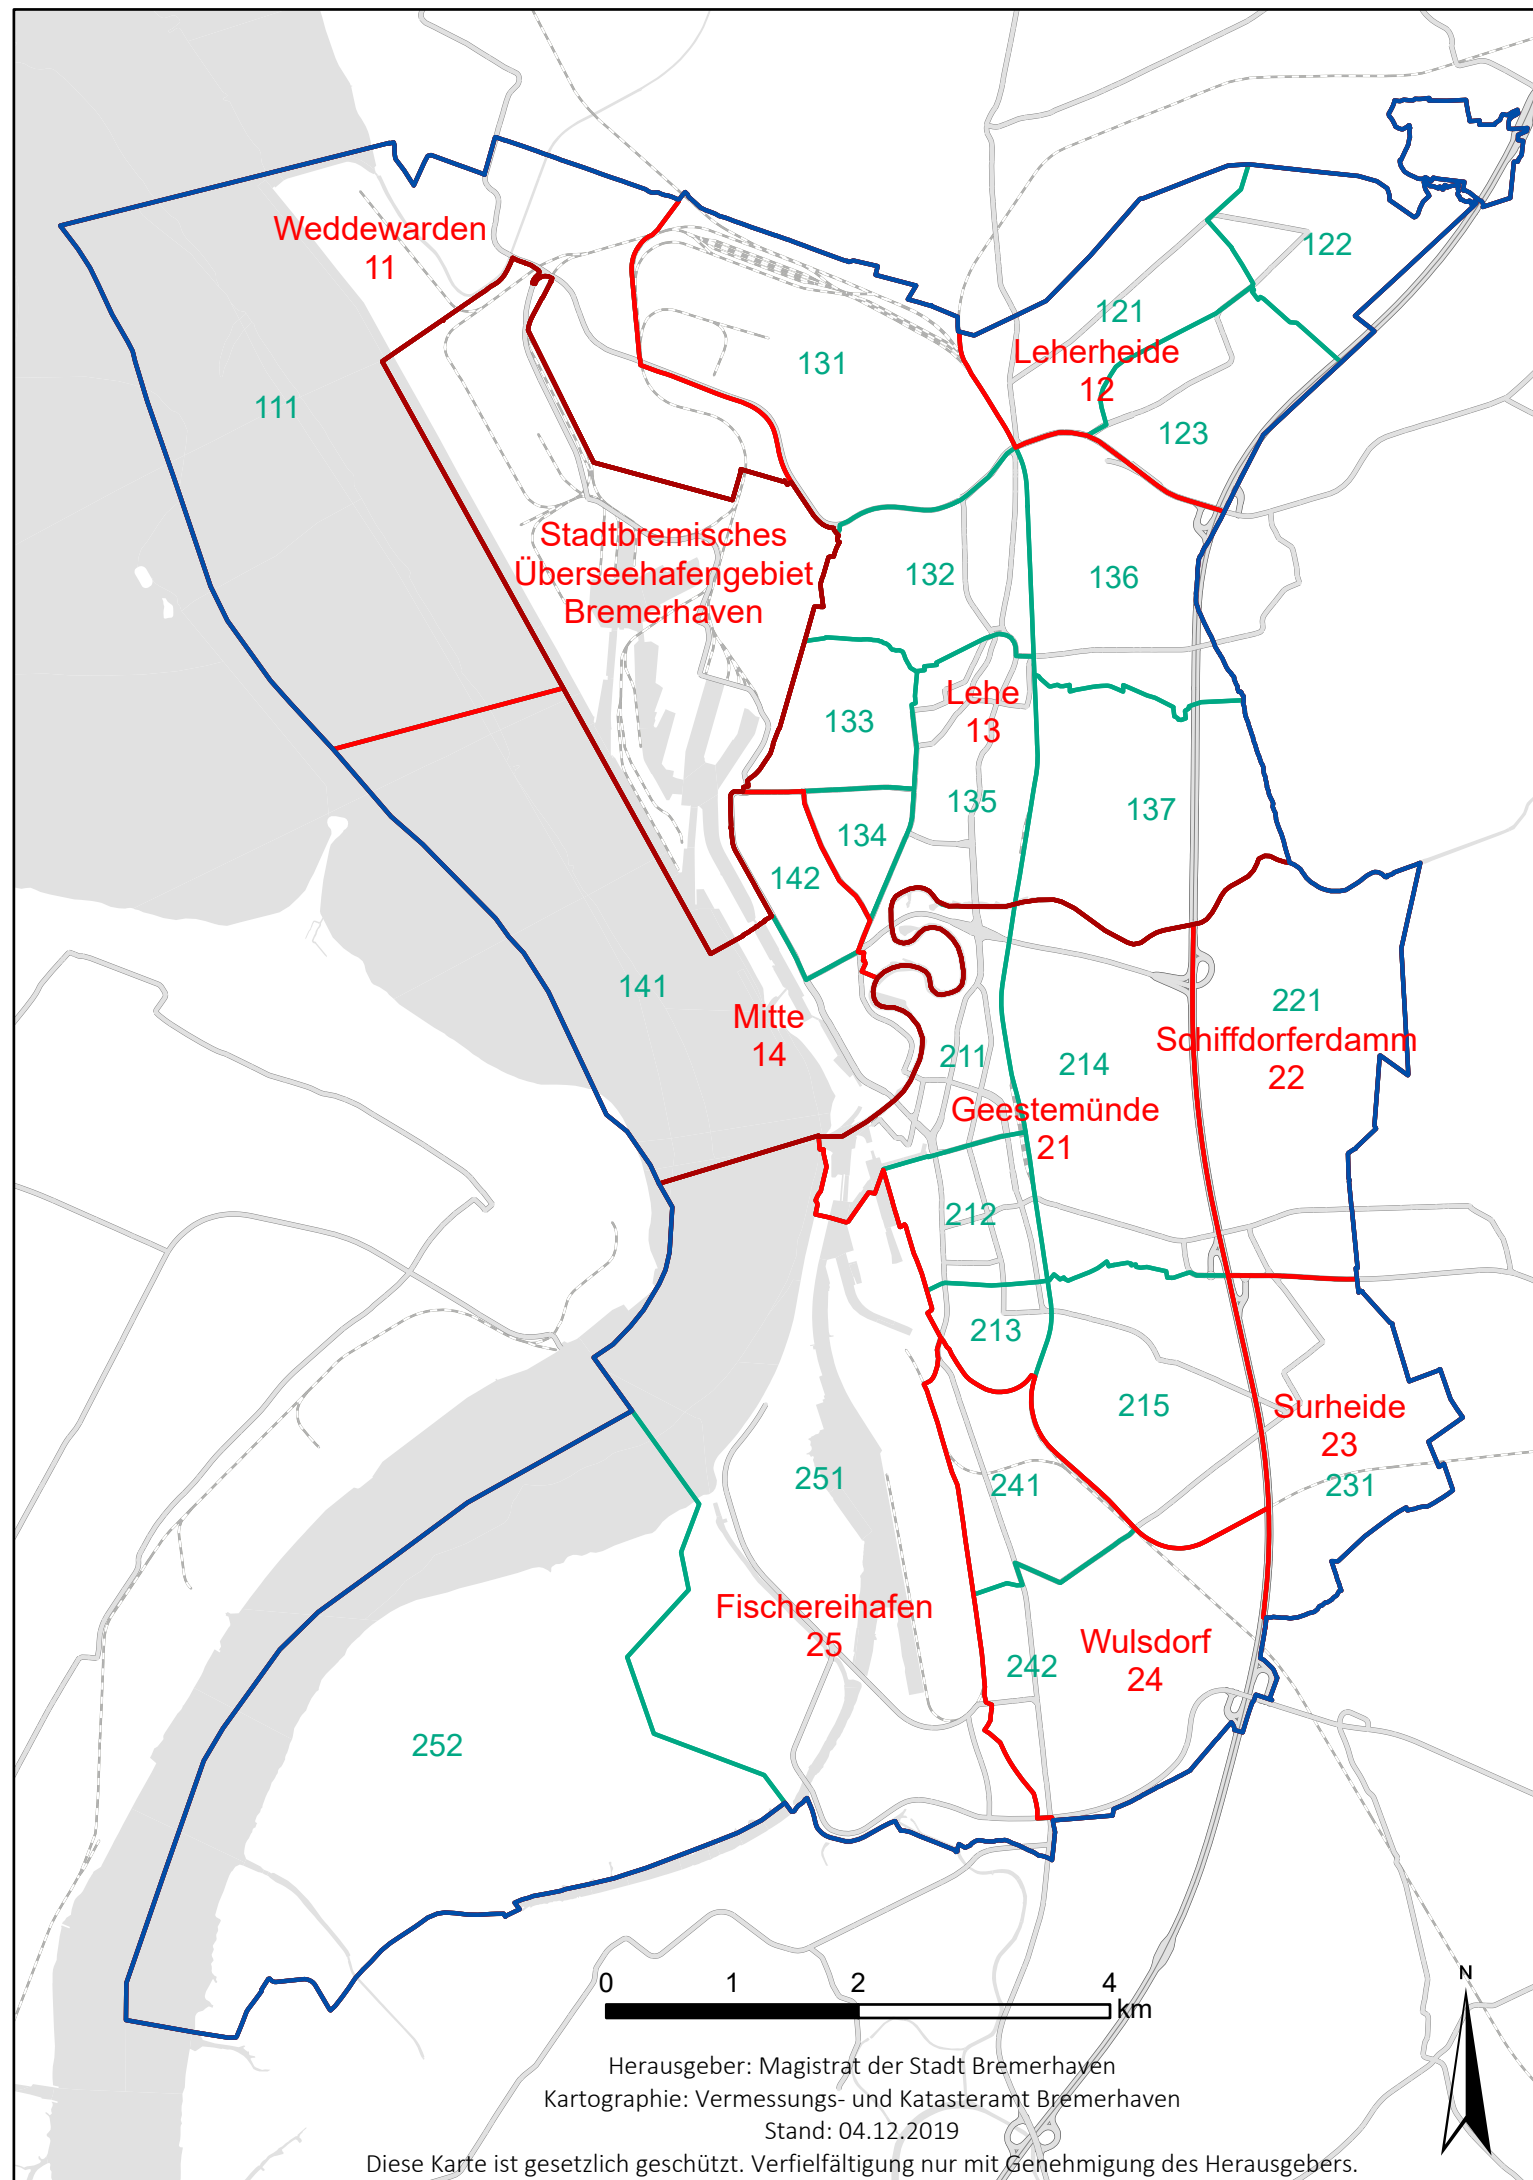 Weddewarden
11
122
121
131
Leherheide
12
111
123
Stadtbremisches
Überseehafengebiet
Bremerhaven
132
136
Lehe
13
133
135
137
134
142
141
221
Mitte
14
Schiffdorferdamm
22
211
214
Geestemünde
21
212
213
215
Surheide
23
231
251
241
Fischereihafen
25
Wulsdorf
24
242
252
0 1 2 4
km
N
Herausgeber: Magistrat der Stadt Bremerhaven
Kartographie: Vermessungs- und Katasteramt Bremerhaven
Stand: 04.12.2019
Diese Karte ist gesetzlich geschützt. Verfielfältigung nur mit Genehmigung des Herausgebers.